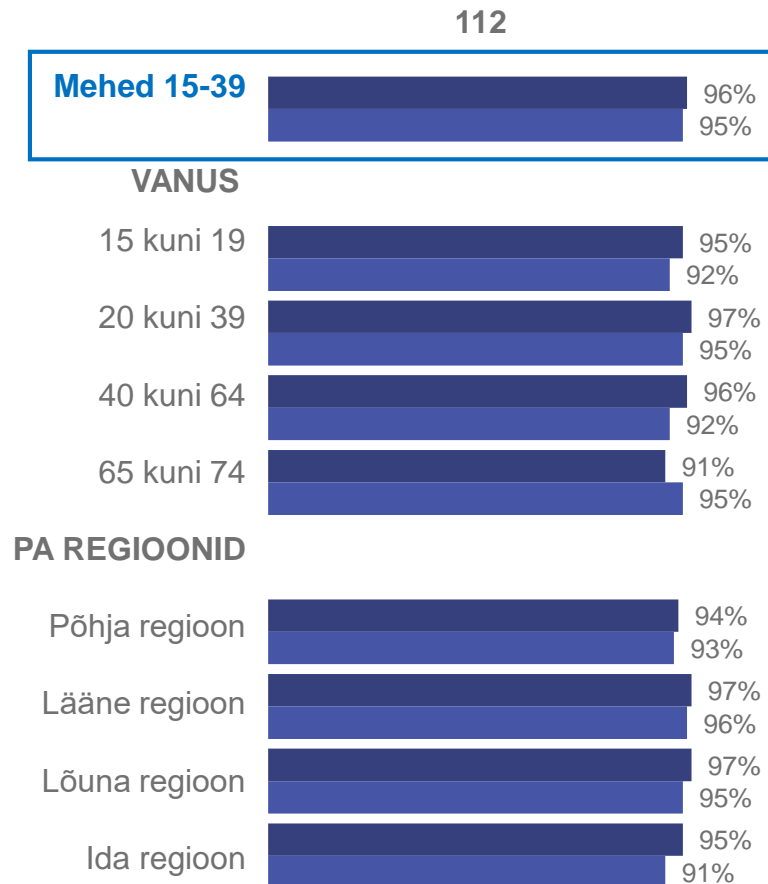 112
Mehed 15-39
96%
95%
VANUS
15 kuni 19
95%
92%
20 kuni 39
97%
95%
40 kuni 64
96%
92%
65 kuni 74
91%
95%
PA REGIOONID
Põhja regioon
94%
93%
Lääne regioon
97%
96%
Lõuna regioon
97%
95%
Ida regioon
95%
91%